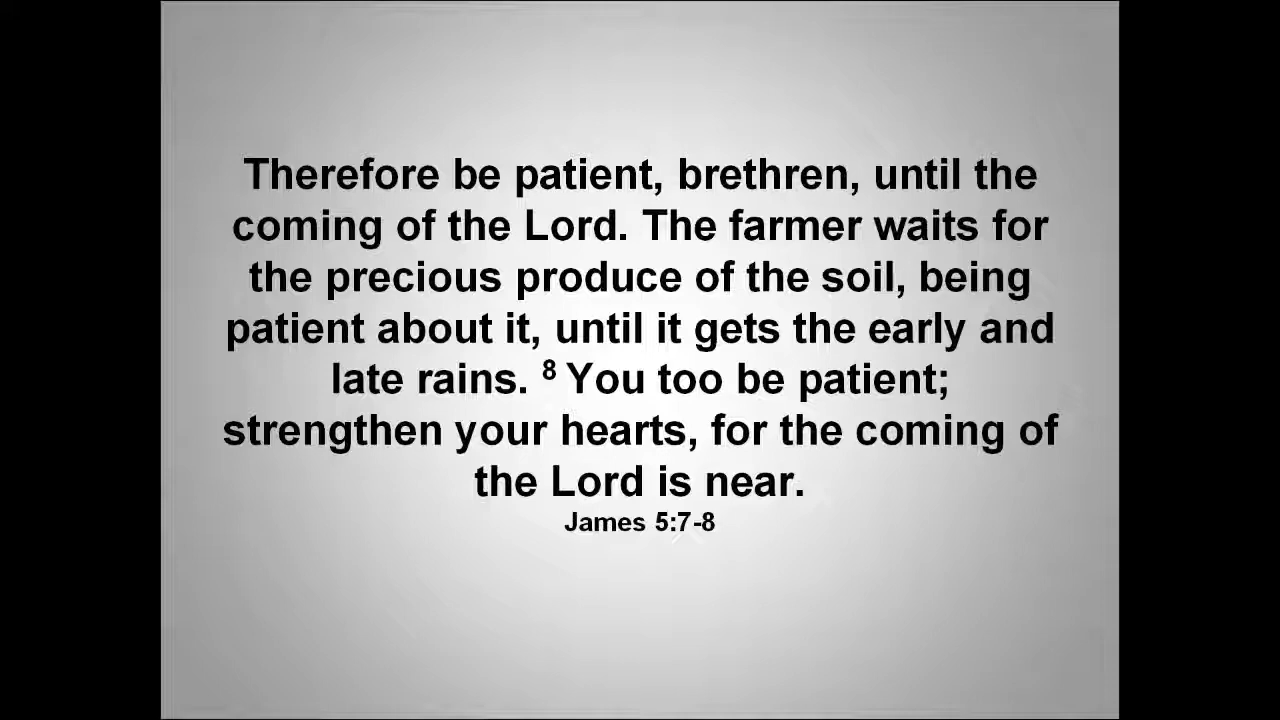 Therefore be patient, brethren, until the
coming of the Lord. The farmer waits for
the precious produce of the soil, being
patient about it, until it gets the early and
late rains. ⁸ You too be patient;
strengthen your hearts, for the coming of
the Lord is near.
James 5:7-8